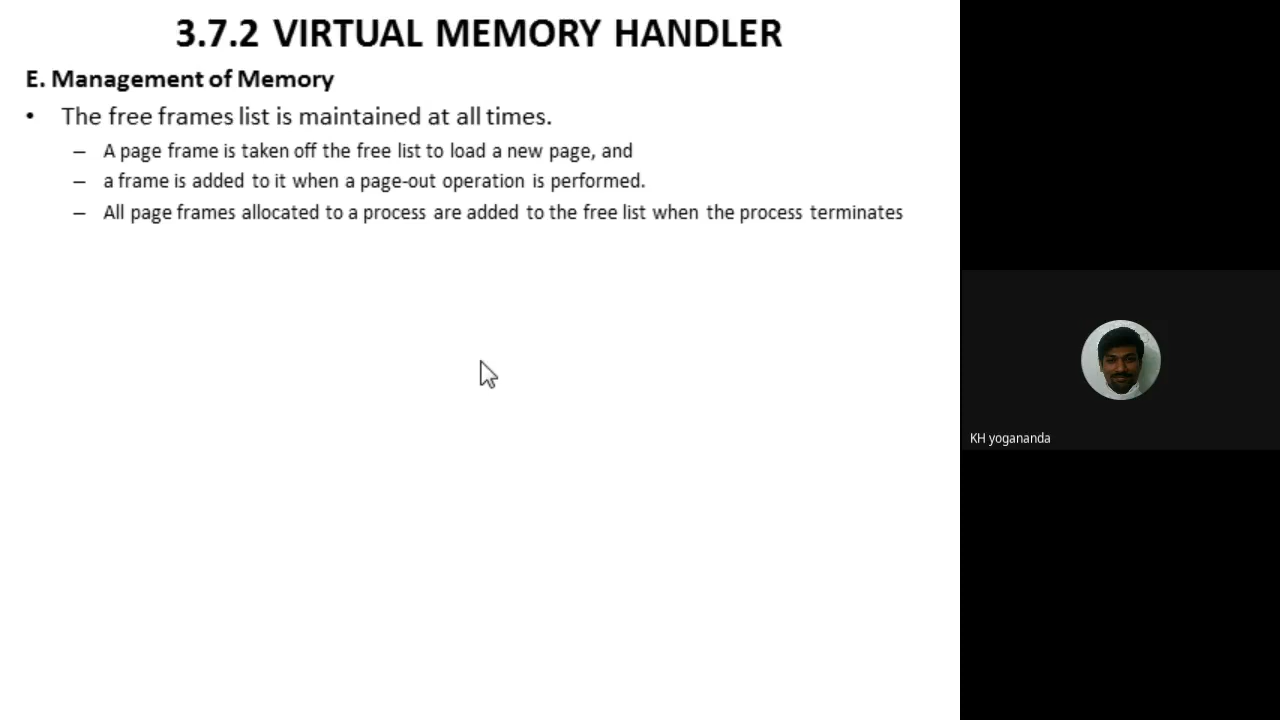 3.7.2 VIRTUAL MEMORY HANDLER
E. Management of Memory
• The free frames list is maintained at all times.
– A page frame is taken off the free list to load a new page, and
– a frame is added to it when a page-out operation is performed.
– All page frames allocated to a process are added to the free list when the process terminates
KH yogananda